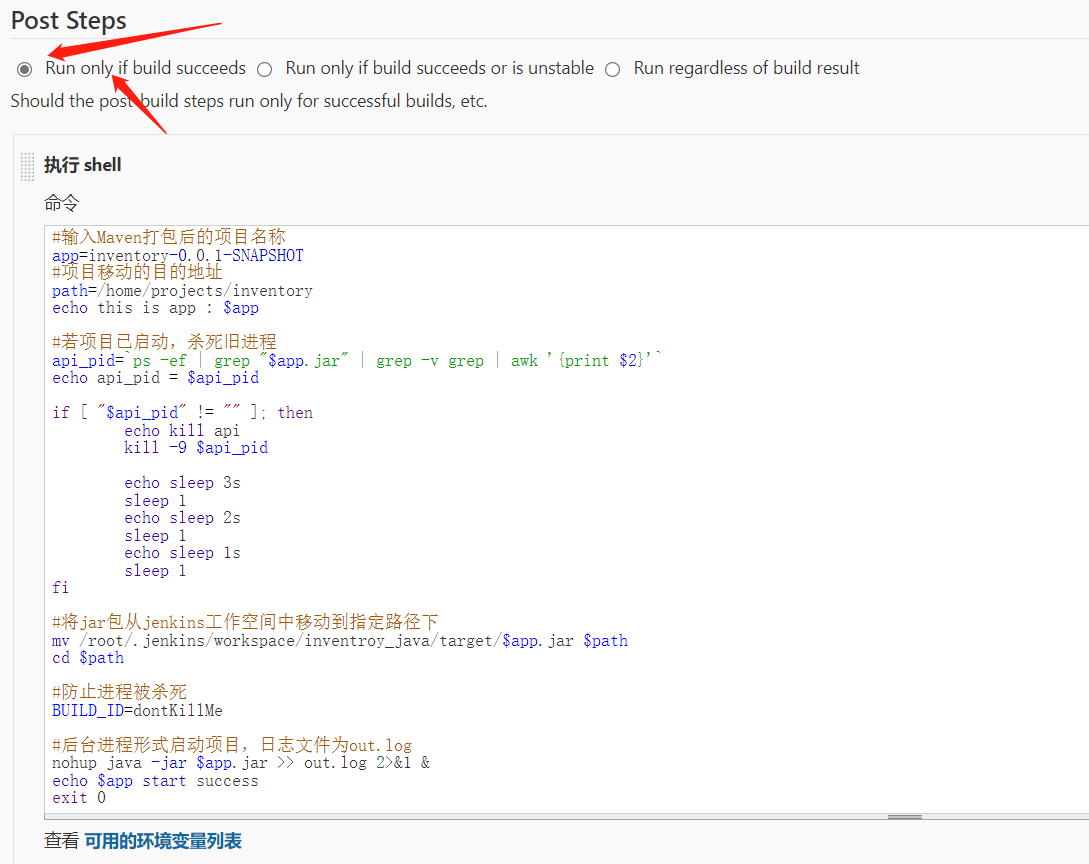 Post Steps
Run only if build succeeds Run only if build succeeds or is unstable Run regardless of build result
Should the post-build steps run only for successful builds, etc.
执行 shell
命令
#输入Maven打包后的项目名称
app=inventory-0.0.1-SNAPSHOT
#项目移动的目的地址
path=/home/projects/inventory
echo this is app : $app
#若项目已启动，杀死旧进程
api_pid=`ps -ef | grep "$app.jar" | grep -v grep | awk '{print $2}'`
echo api_pid = $api_pid
if [ "$api_pid" != "" ]; then
echo kill api
kill -9 $api_pid
echo sleep 3s
sleep 1
echo sleep 2s
sleep 1
echo sleep 1s
sleep 1
fi
#将jar包从jenkins工作空间中移动到指定路径下
mv /root/.jenkins/workspace/inventroy_java/target/$app.jar $path
cd $path
#防止进程被杀死
BUILD_ID=dontKillMe
#后台进程形式启动项目，日志文件为out.log
nohup java -jar $app.jar >> out.log 2>&1 &
echo $app start success
exit 0
查看 可用的环境变量列表